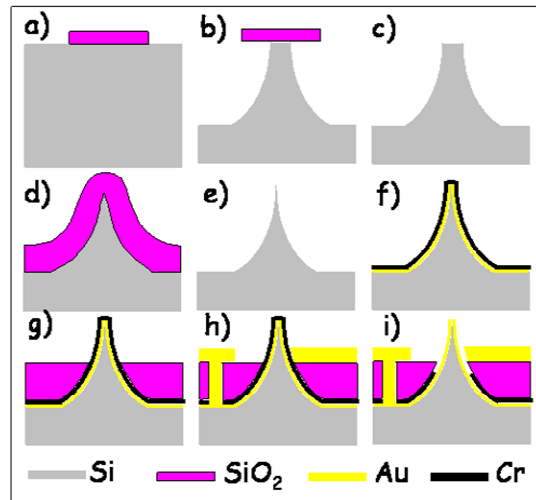 a) b) c)
d) e) f)
g) h) i)
Si SiO₂ Au Cr